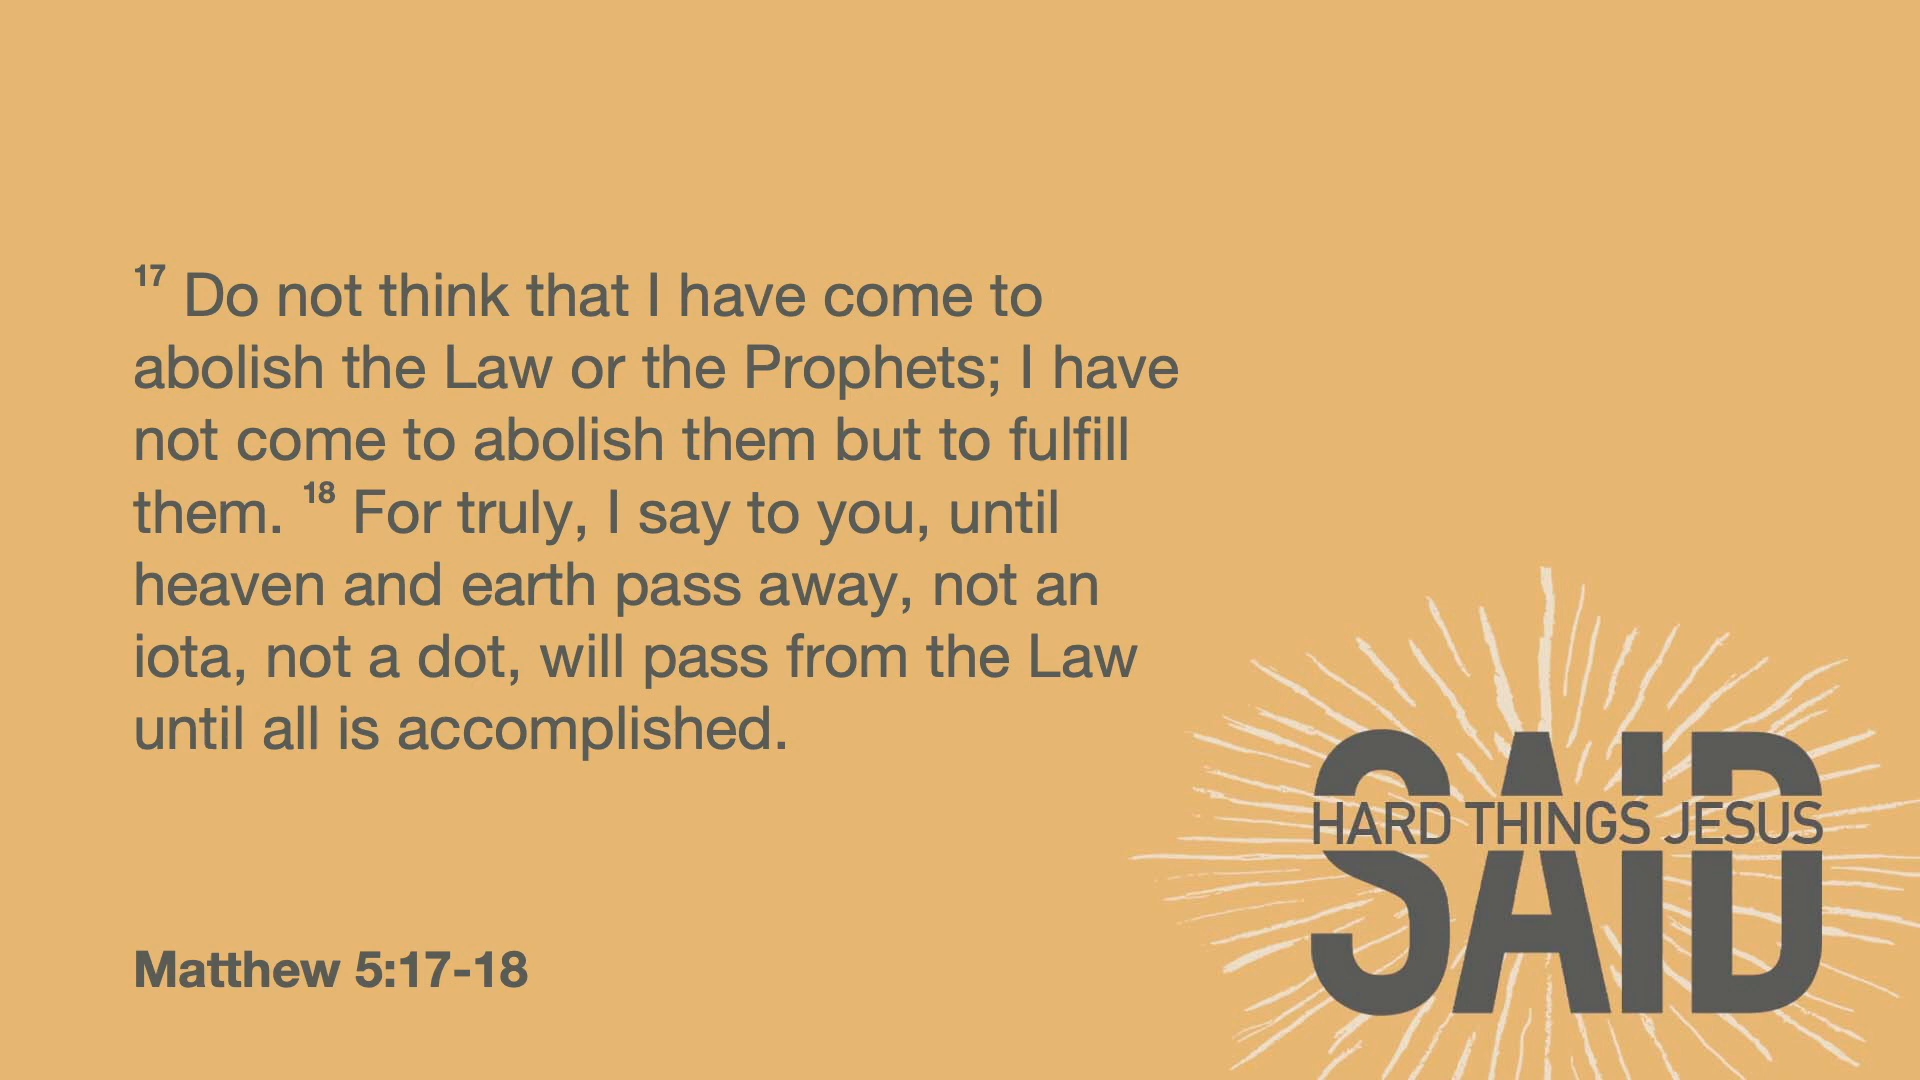 17 Do not think that I have come to
abolish the Law or the Prophets; I have
not come to abolish them but to fulfill
them. 18 For truly, I say to you, until
heaven and earth pass away, not an
iota, not a dot, will pass from the Law
until all is accomplished.
Matthew 5:17-18
HARD THINGS JESUS
SAID